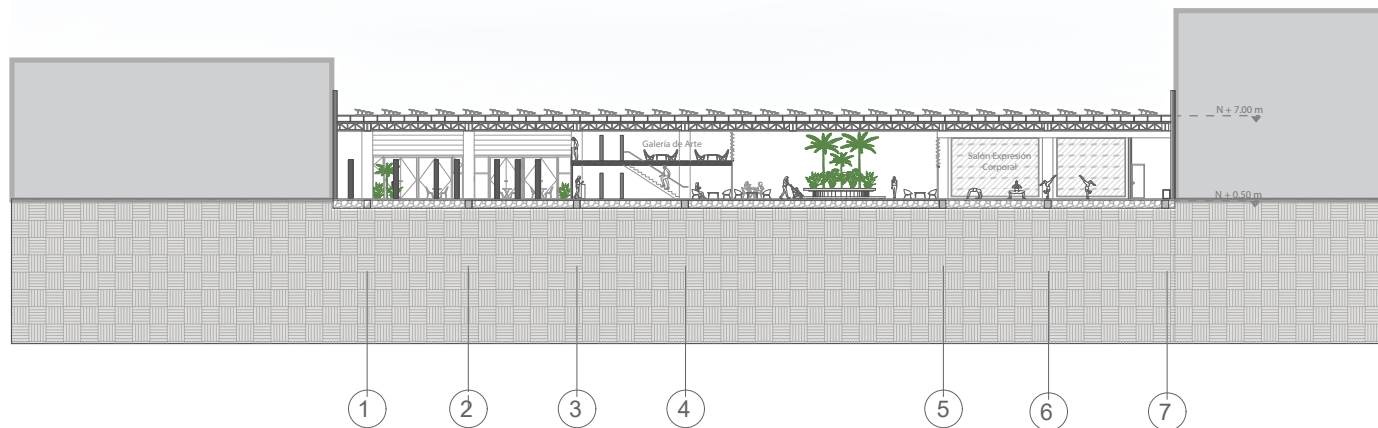 N + 7.00 m
Galería de Arte
Salón Expresión
Corporal
N + 0.50 m
1 2 3 4 5 6 7